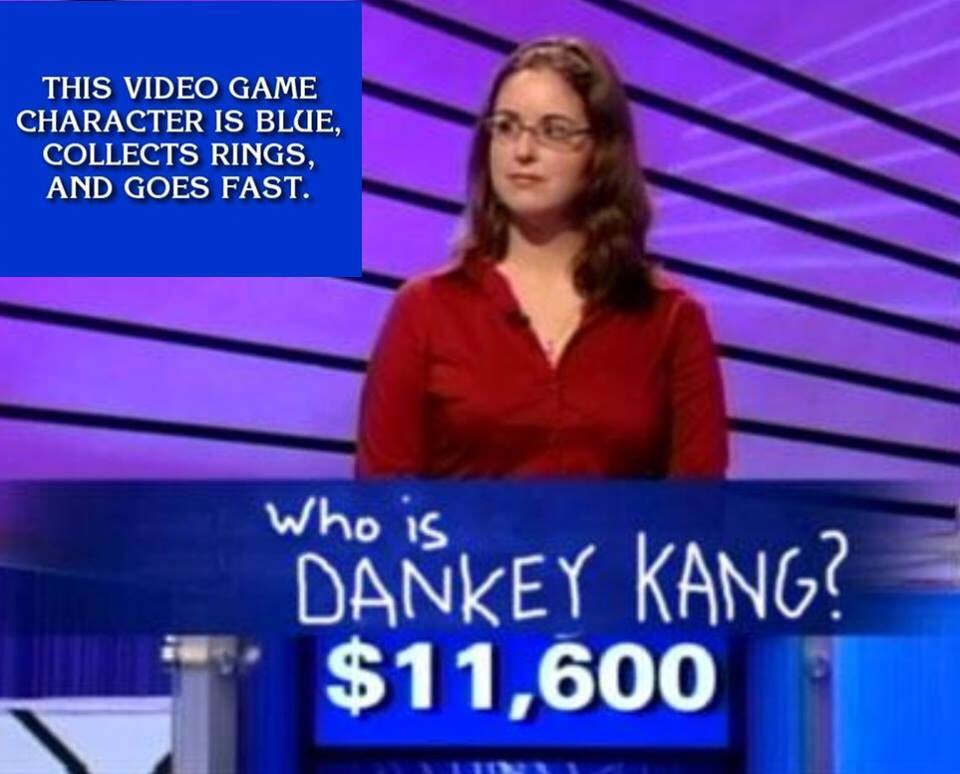 THIS VIDEO GAME
CHARACTER IS BLUE,
COLLECTS RINGS,
AND GOES FAST.
Who is
DANKEY KANG?
$11,600